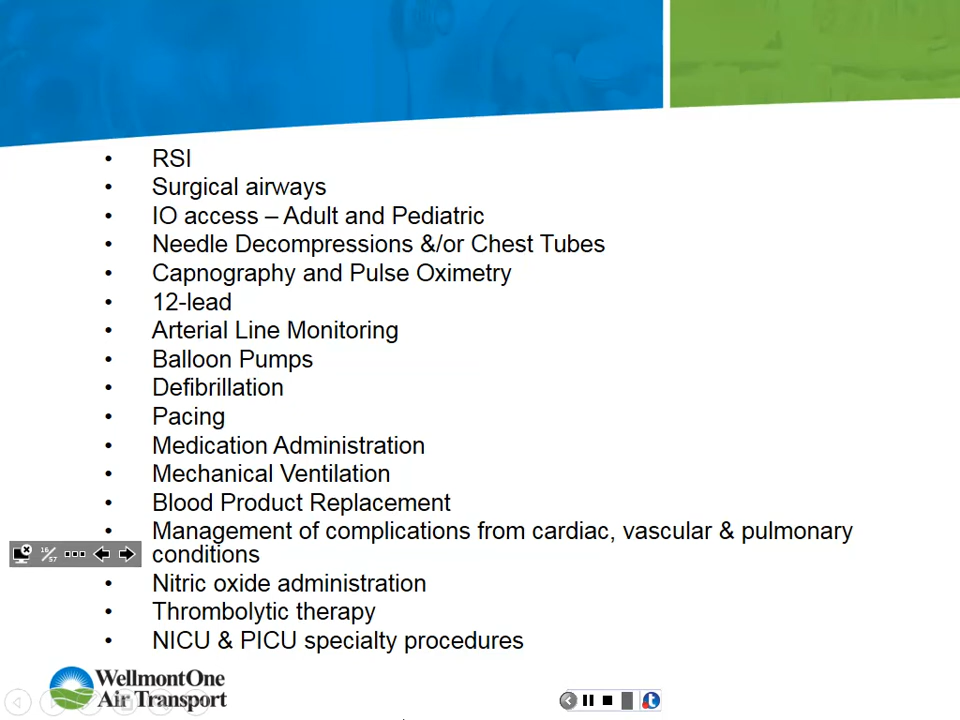 • RSI
• Surgical airways
• IO access – Adult and Pediatric
• Needle Decompressions &/or Chest Tubes
• Capnography and Pulse Oximetry
• 12-lead
• Arterial Line Monitoring
• Balloon Pumps
• Defibrillation
• Pacing
• Medication Administration
• Mechanical Ventilation
• Blood Product Replacement
• Management of complications from cardiac, vascular & pulmonary
conditions
16/57
• Nitric oxide administration
• Thrombolytic therapy
• NICU & PICU specialty procedures
WellmontOne
Air Transport
t